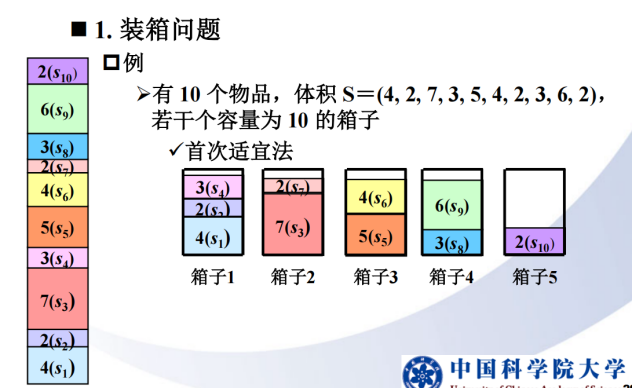 ■ 1. 装箱问题
例
➢有 10 个物品，体积 S＝(4, 2, 7, 3, 5, 4, 2, 3, 6, 2)，
若干个容量为 10 的箱子
✓首次适宜法
2(s10)
6(s9)
3(s8)
2(s7)
4(s6)
5(s5)
3(s4)
7(s3)
2(s2)
4(s1)
3(s4)
2(s2)
4(s1)
箱子1
2(s7)
7(s3)
箱子2
4(s6)
5(s5)
箱子3
6(s9)
3(s8)
箱子4
2(s10)
箱子5
中国科学院大学